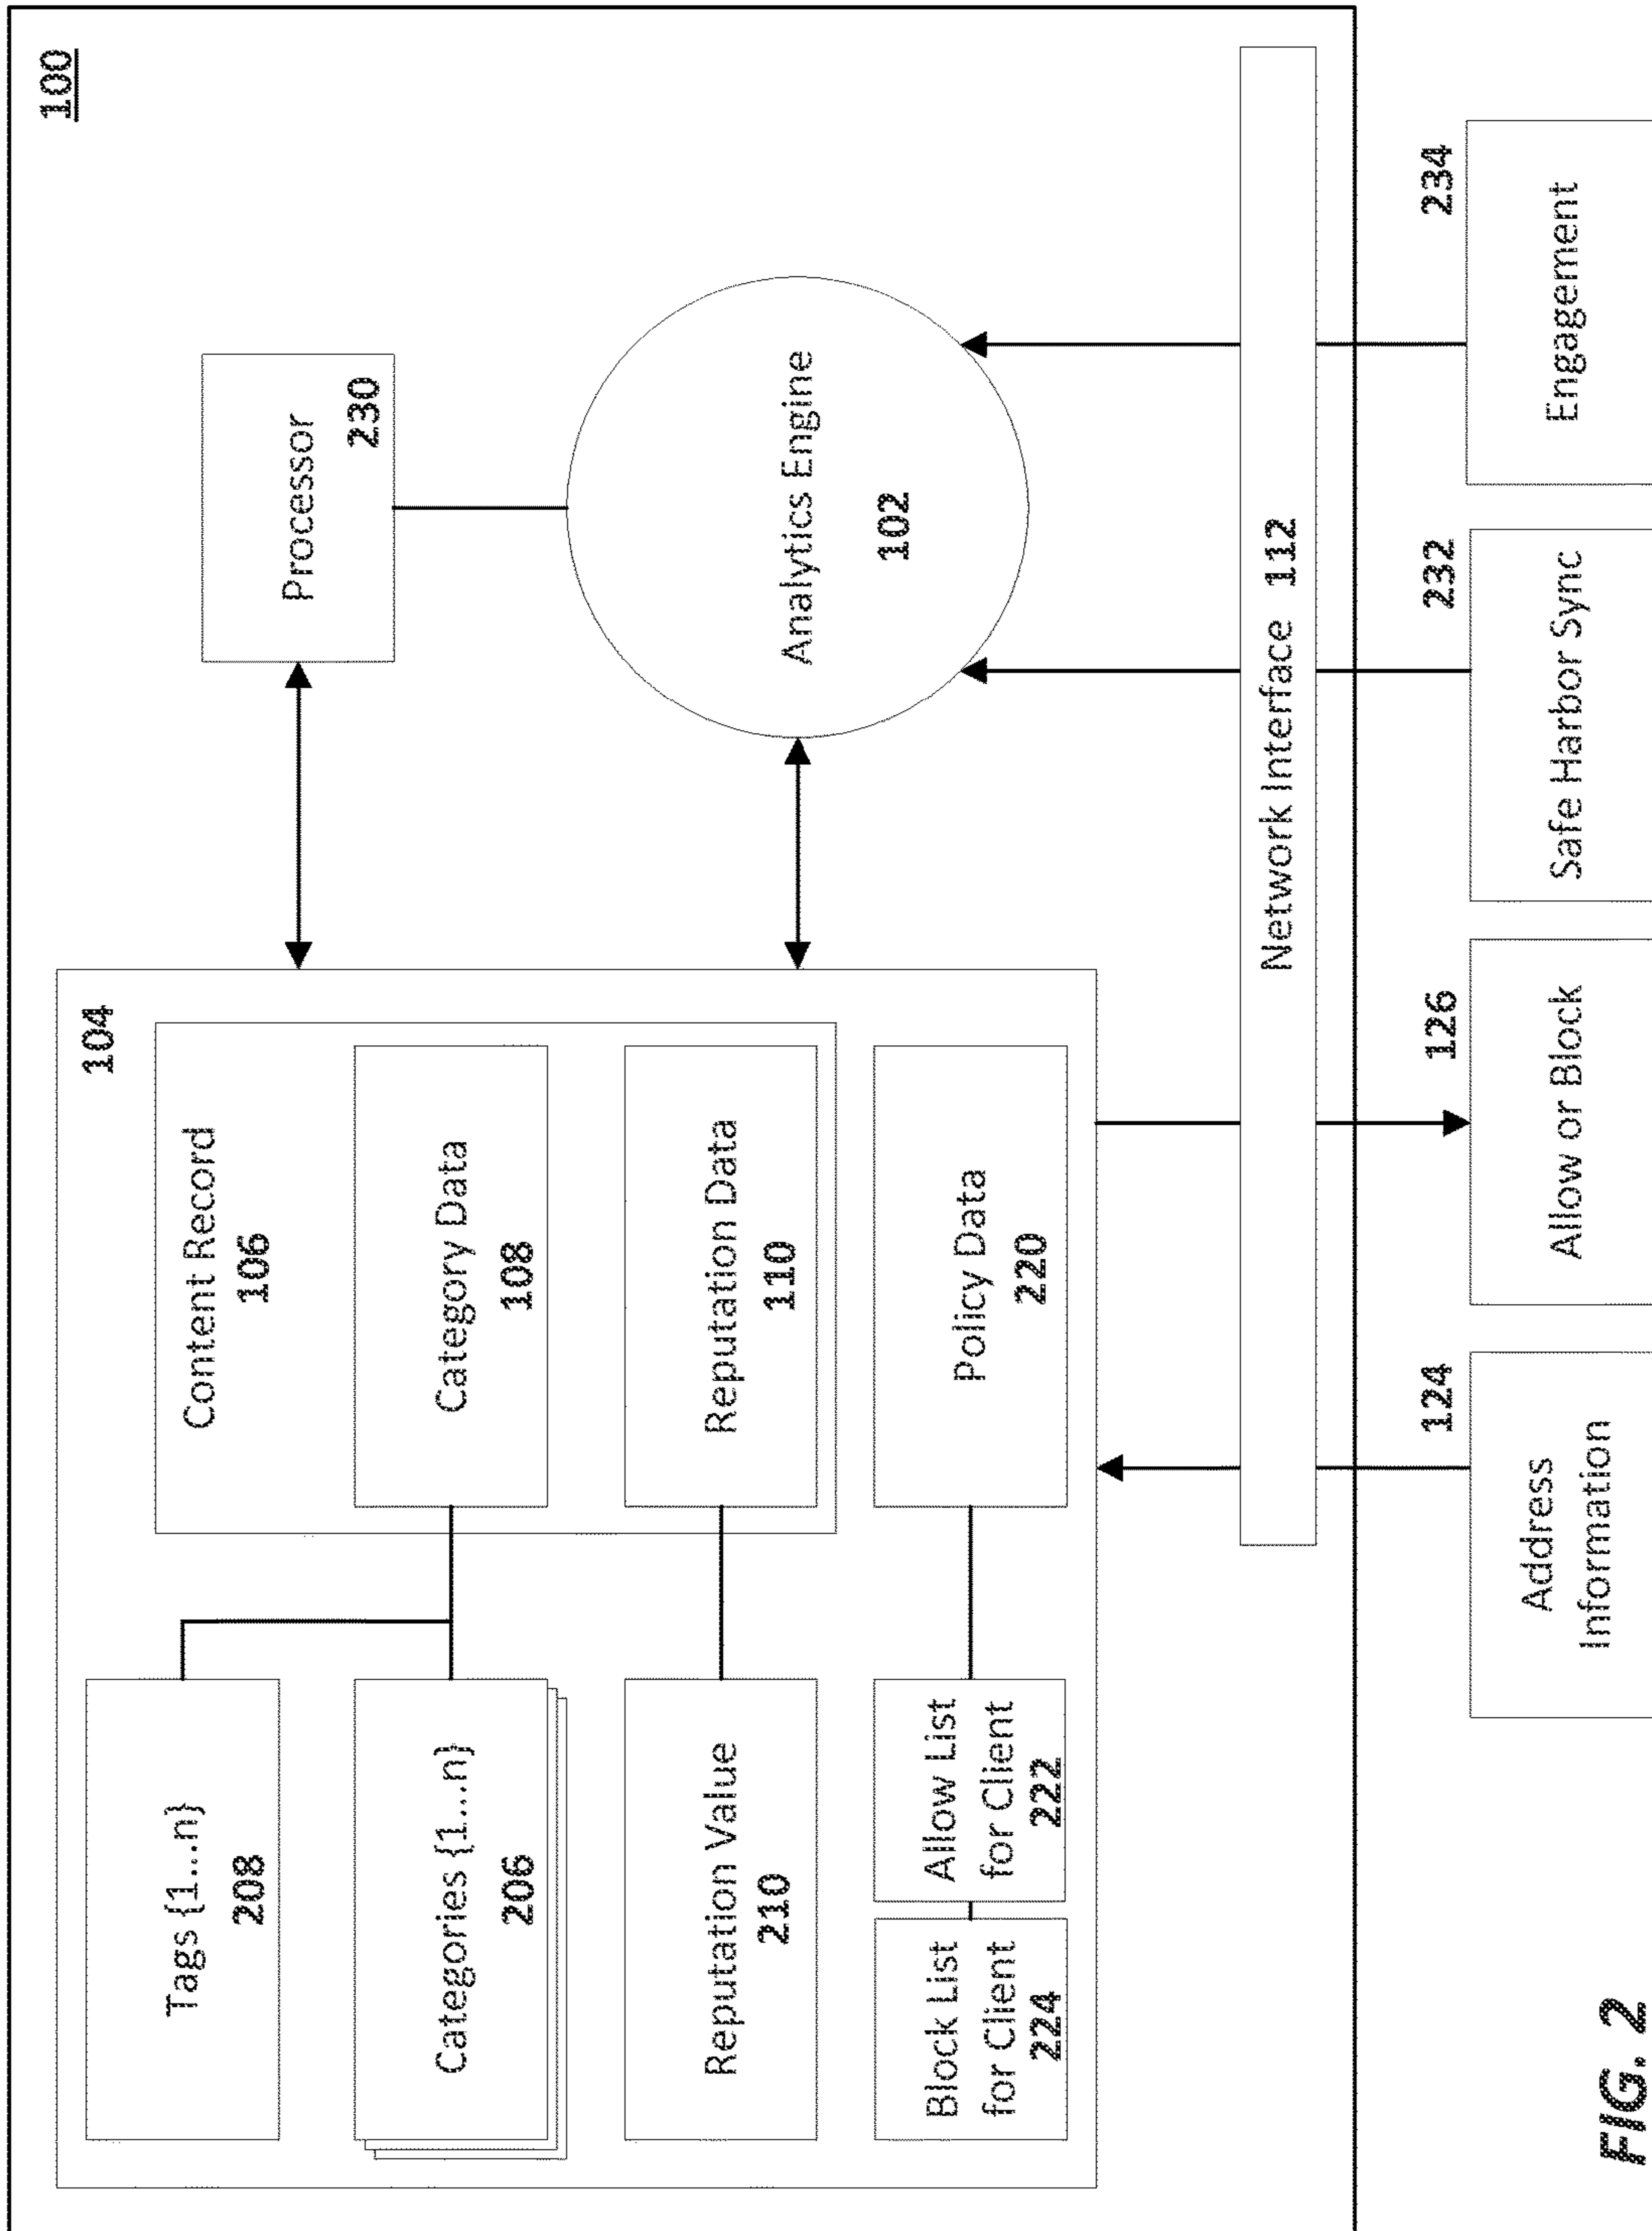 100
104
Tags {1...n}
208
Content Record
106
Processor
230
Categories {1...n}
206
Category Data
108
Reputation Value
210
Reputation Data
110
Analytics Engine
102
Block List
for Client
224
Allow List
for Client
222
Policy Data
220
Network Interface 112
124
126
232
234
Address
Information
Allow or Block
Safe Harbor Sync
Engagement
FIG. 2